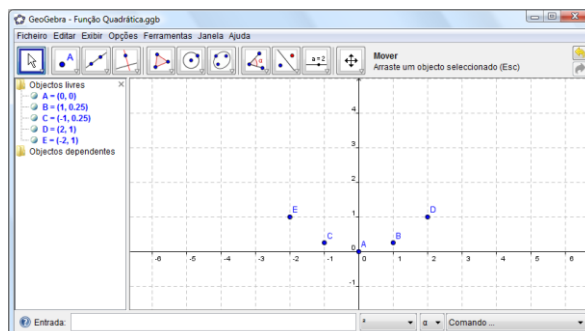 GeoGebra - Função Quadrática.ggb
Ficheiro Editar Exibir Opções Ferramentas Janela Ajuda
A
α
a=2
Mover
Arraste um objecto seleccionado (Esc)
Objectos livres
A = (0, 0)
B = (1, 0.25)
C = (-1, 0.25)
D = (2, 1)
E = (-2, 1)
Objectos dependentes
4
3
2
E
D
1
C
B
A
0
-6 -5 -4 -3 -2 -1 0 1 2 3 4 5 6
-1
Entrada:
² α Comando ...